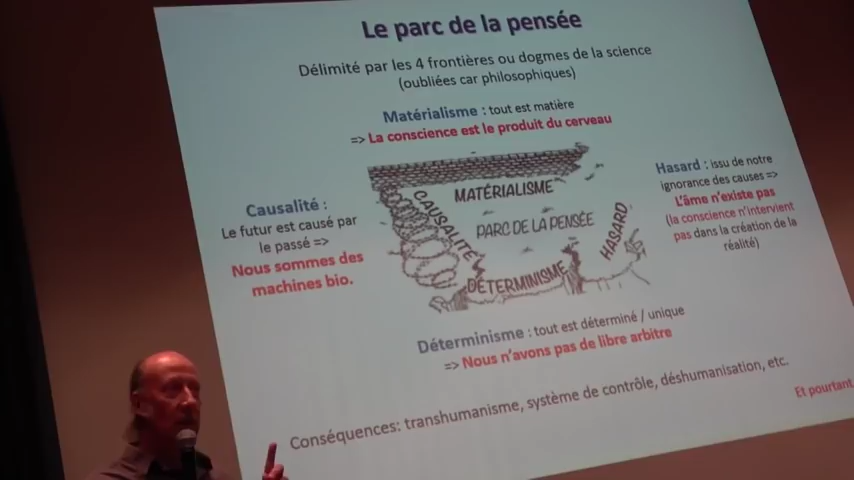 Le parc de la pensée
Délimité par les 4 frontières ou dogmes de la science
(oubliées car philosophiques)
Matérialisme : tout est matière
=> La conscience est le produit du cerveau
Causalité :
Le futur est causé par
le passé =>
Nous sommes des
machines bio.
MATÉRIALISME
CAUSALITÉ
PARC DE LA PENSÉE
HASARD
DÉTERMINISME
Hasard : issu de notre
ignorance des causes =>
L'âme n'existe pas
(la conscience n'intervient
pas dans la création de la
réalité)
Déterminisme : tout est déterminé / unique
=> Nous n'avons pas de libre arbitre
Conséquences: transhumanisme, système de contrôle, déshumanisation, etc.
Et pourtant